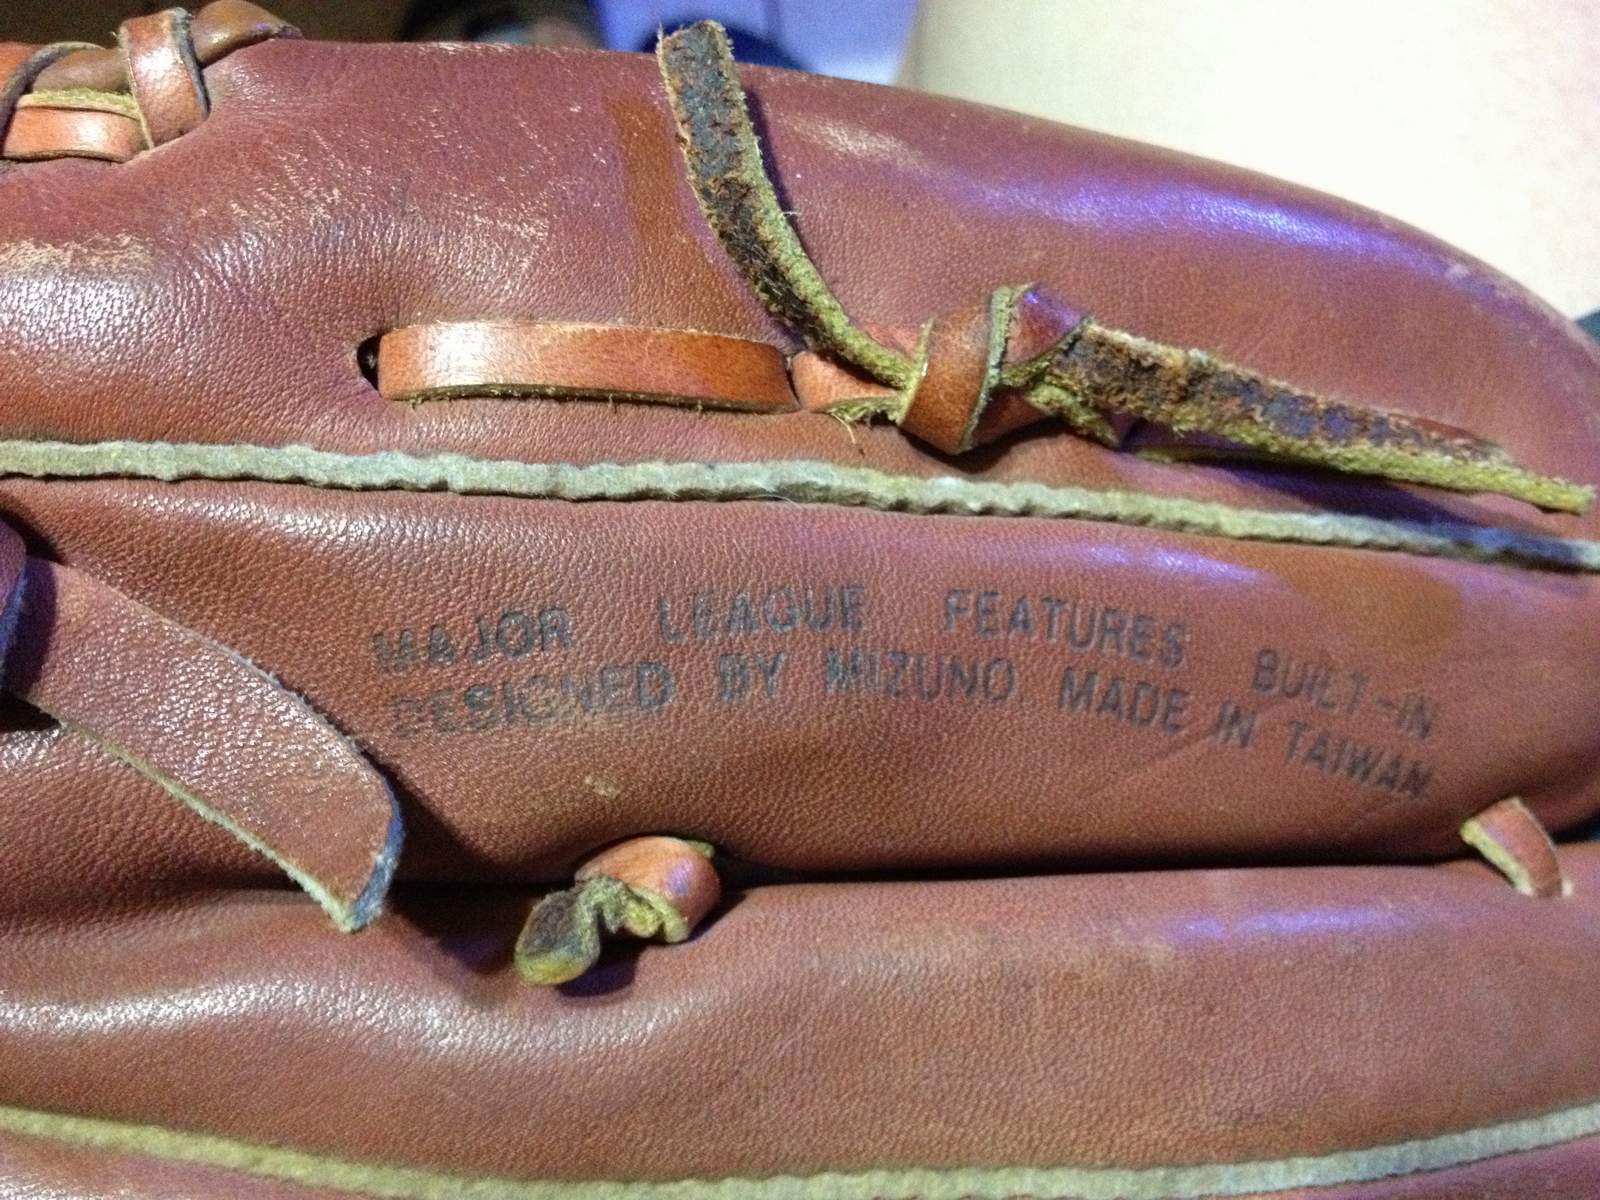 MAJOR LEAGUE FEATURES BUILT-IN
DESIGNED BY MIZUNO MADE IN TAIWAN